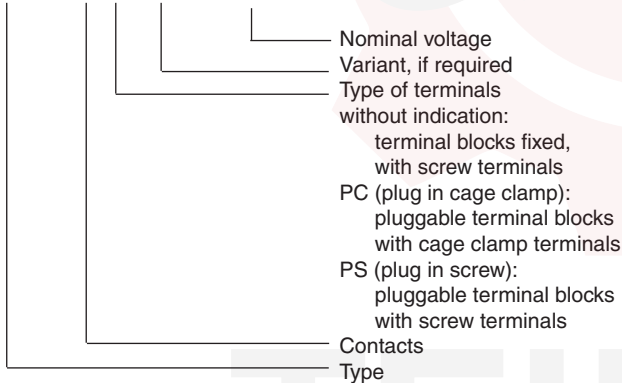 Nominal voltage
Variant, if required
Type of terminals
without indication:
terminal blocks fixed,
with screw terminals
PC (plug in cage clamp):
pluggable terminal blocks
with cage clamp terminals
PS (plug in screw):
pluggable terminal blocks
with screw terminals
Contacts
Type